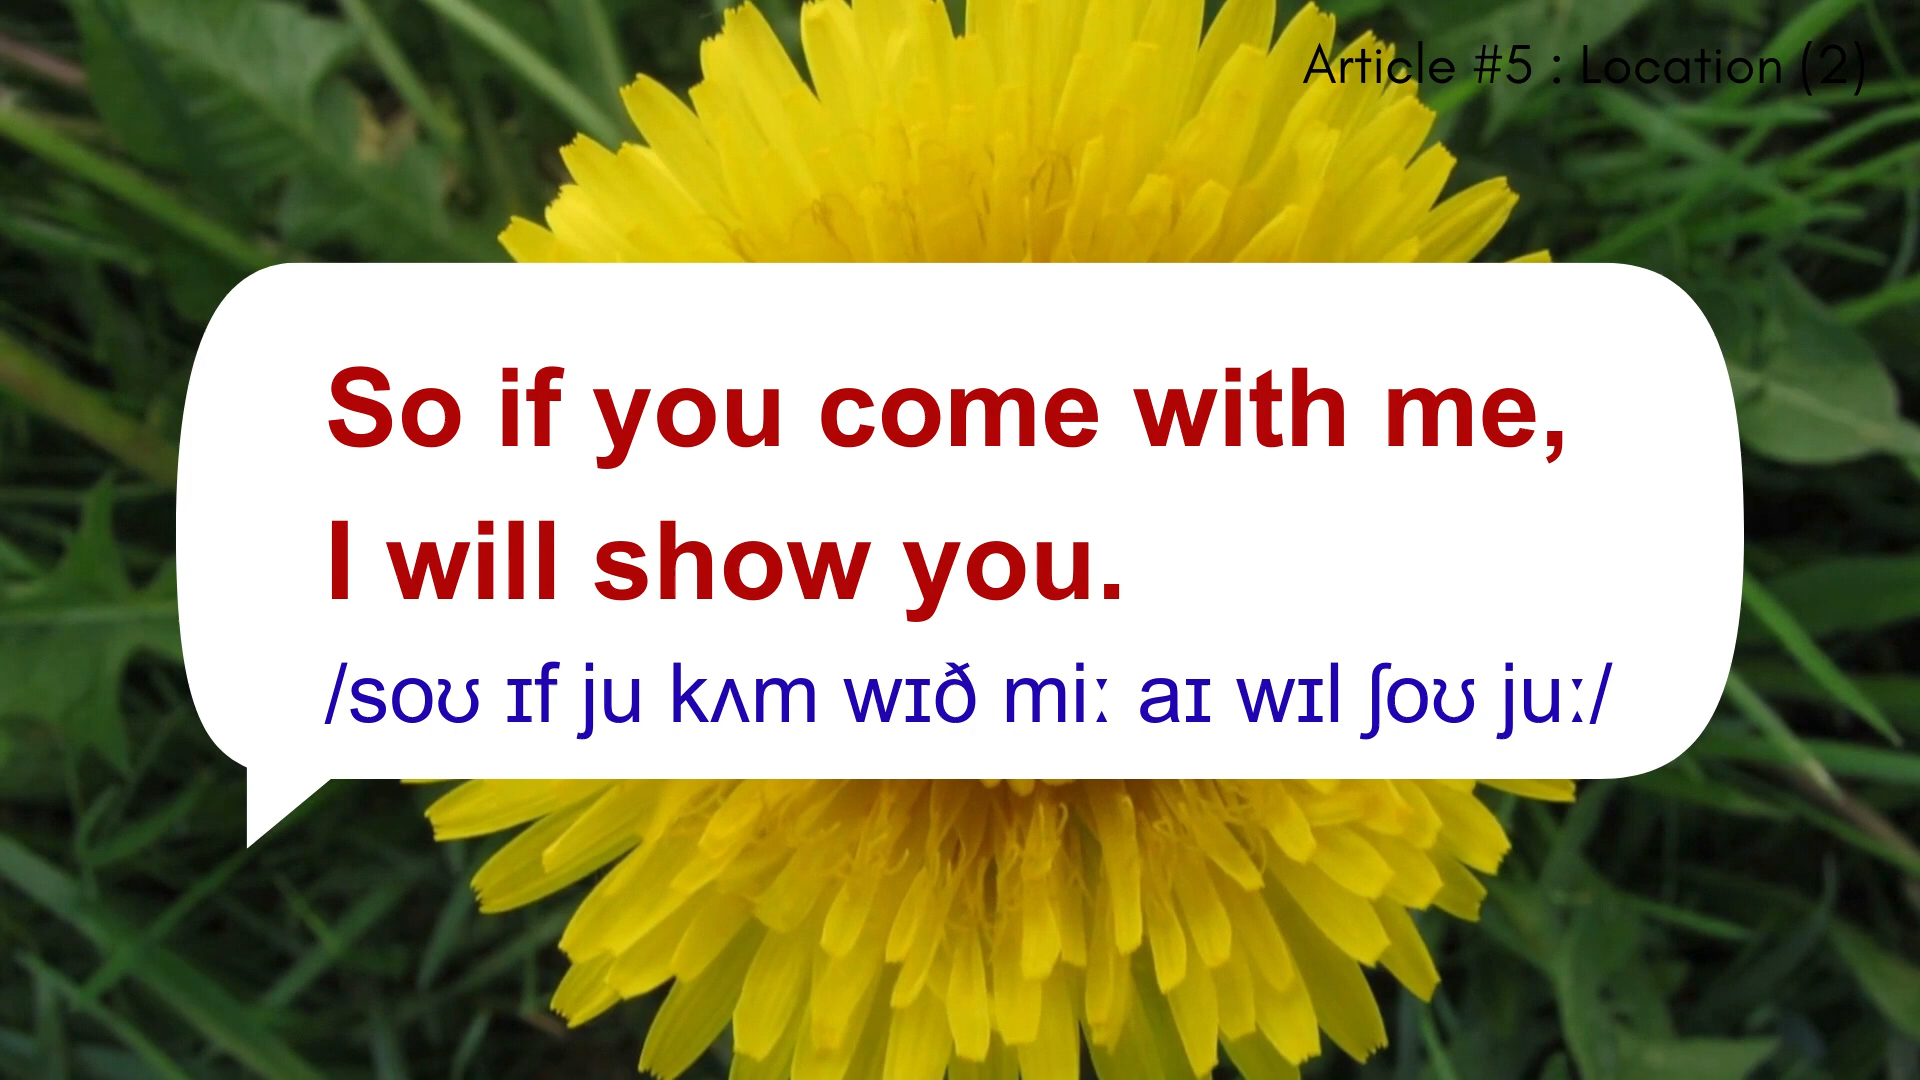 Article #5 : Location (2)
So if you come with me,
I will show you.
/soʊ ɪf ju kʌm wɪð miː aɪ wɪl ʃoʊ juː/